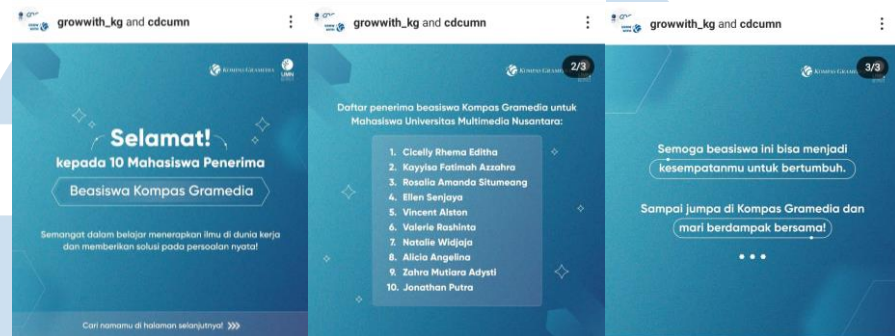 growwith_kg and cdcumn
KOMPAS GRAMEDIA
UMN
Selamat!
kepada 10 Mahasiswa Penerima
Beasiswa Kompas Gramedia
Semangat dalam belajar menerapkan ilmu di dunia kerja
dan memberikan solusi pada persoalan nyata!
Cari namamu di halaman selanjutnya!
growwith_kg and cdcumn
2/3
Daftar penerima beasiswa Kompas Gramedia untuk
Mahasiswa Universitas Multimedia Nusantara:
1. Cicelly Rhema Editha
2. Kayyisa Fatimah Azzahra
3. Rosalia Amanda Situmeang
4. Ellen Senjaya
5. Vincent Alston
6. Valerie Rashinta
7. Natalie Widjaja
8. Alicia Angelina
9. Zahra Mutiara Adysti
10. Jonathan Putra
growwith_kg and cdcumn
3/3
Semoga beasiswa ini bisa menjadi
kesempatanmu untuk bertumbuh.
Sampai jumpa di Kompas Gramedia dan
mari berdampak bersama!